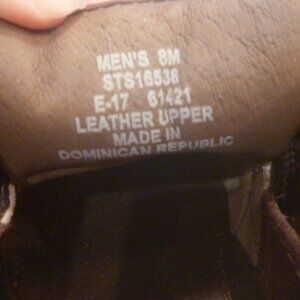 MEN'S 8M
STS16538
E-17 61421
LEATHER UPPER
MADE IN
DOMINICAN REPUBLIC